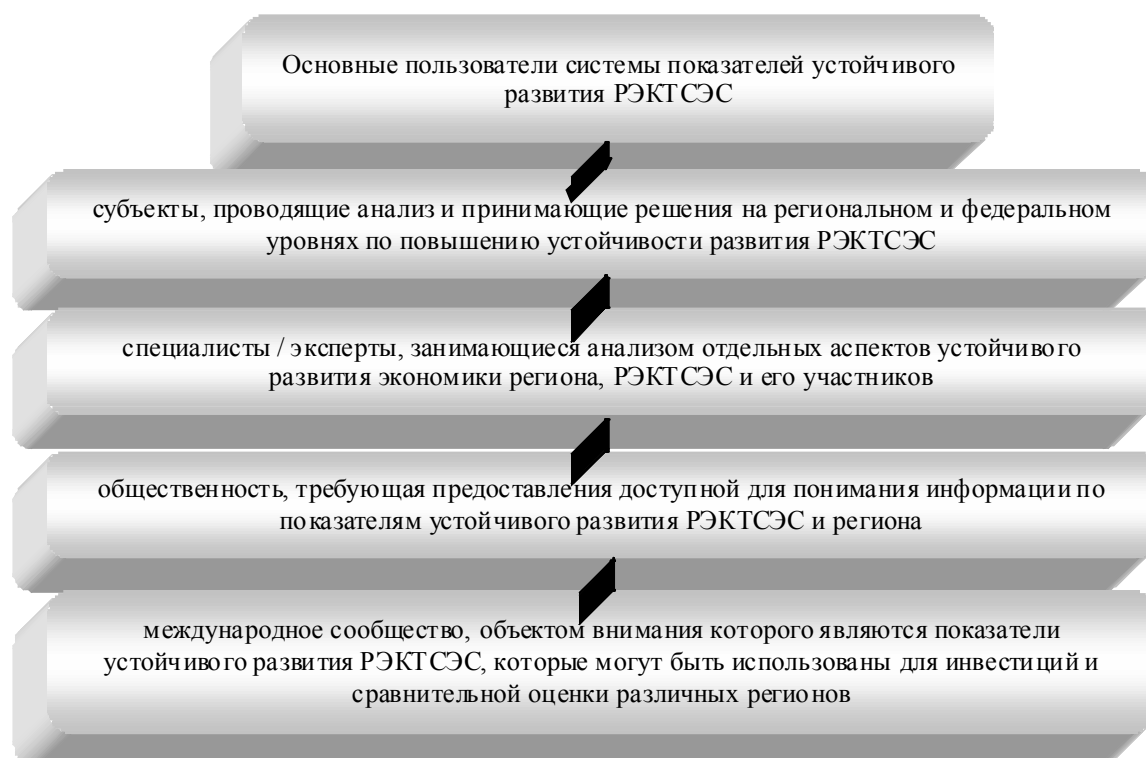 Основные пользователи системы показателей устойчивого
развития РЭКТСЭС
субъекты, проводящие анализ и принимающие решения на региональном и федеральном
уровнях по повышению устойчивости развития РЭКТСЭС
специалисты / эксперты, занимающиеся анализом отдельных аспектов устойчивого
развития экономики региона, РЭКТСЭС и его участников
общественность, требующая предоставления доступной для понимания информации по
показателям устойчивого развития РЭКТСЭС и региона
международное сообщество, объектом внимания которого являются показатели
устойчивого развития РЭКТСЭС, которые могут быть использованы для инвестиций и
сравнительной оценки различных регионов